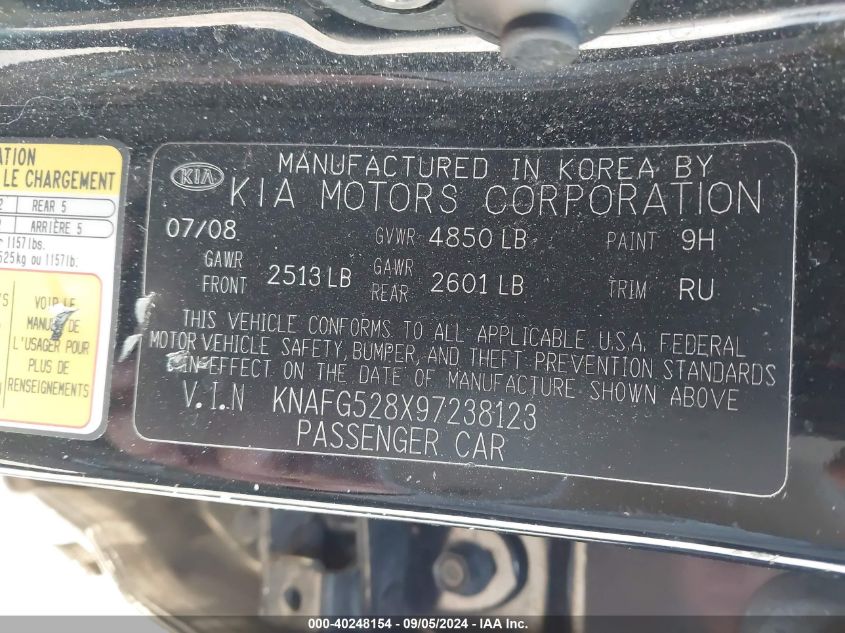 ATION
LE CHARGEMENT
2 REAR 5
ARRIÈRE 5
1157 lbs.
525kg ou 1157lb.
VOIR LE
MANUEL DE
L'USAGER POUR
PLUS DE
RENSEIGNEMENTS
KIA
MANUFACTURED IN KOREA BY
KIA MOTORS CORPORATION
07/08 GVWR 4850 LB PAINT 9H
GAWR FRONT 2513 LB GAWR REAR 2601 LB TRIM RU
THIS VEHICLE CONFORMS TO ALL APPLICABLE U.S.A. FEDERAL
MOTOR VEHICLE SAFETY, BUMPER, AND THEFT PREVENTION STANDARDS
IN EFFECT ON THE DATE OF MANUFACTURE SHOWN ABOVE
V.I.N KNAFG528X97238123
PASSENGER CAR
000-40248154 - 09/05/2024 - IAAI INC.